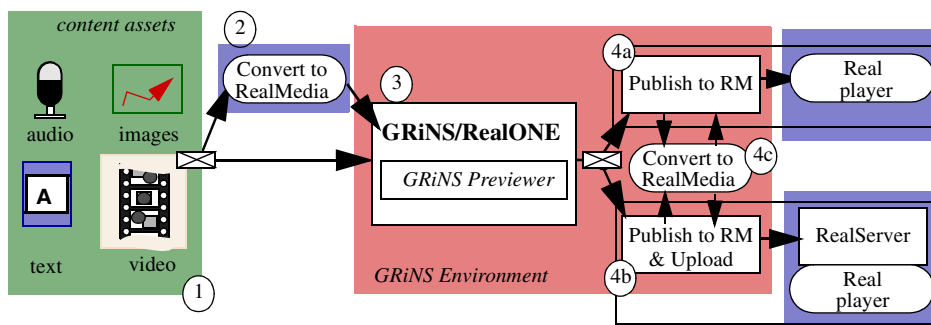 content assets
audio
images
A
text
video
1
2
Convert to
RealMedia
3
GRiNS/RealONE
GRiNS Previewer
GRiNS Environment
4a
Publish to RM
Real
player
Convert to
RealMedia
4c
Publish to RM
& Upload
4b
RealServer
Real
player